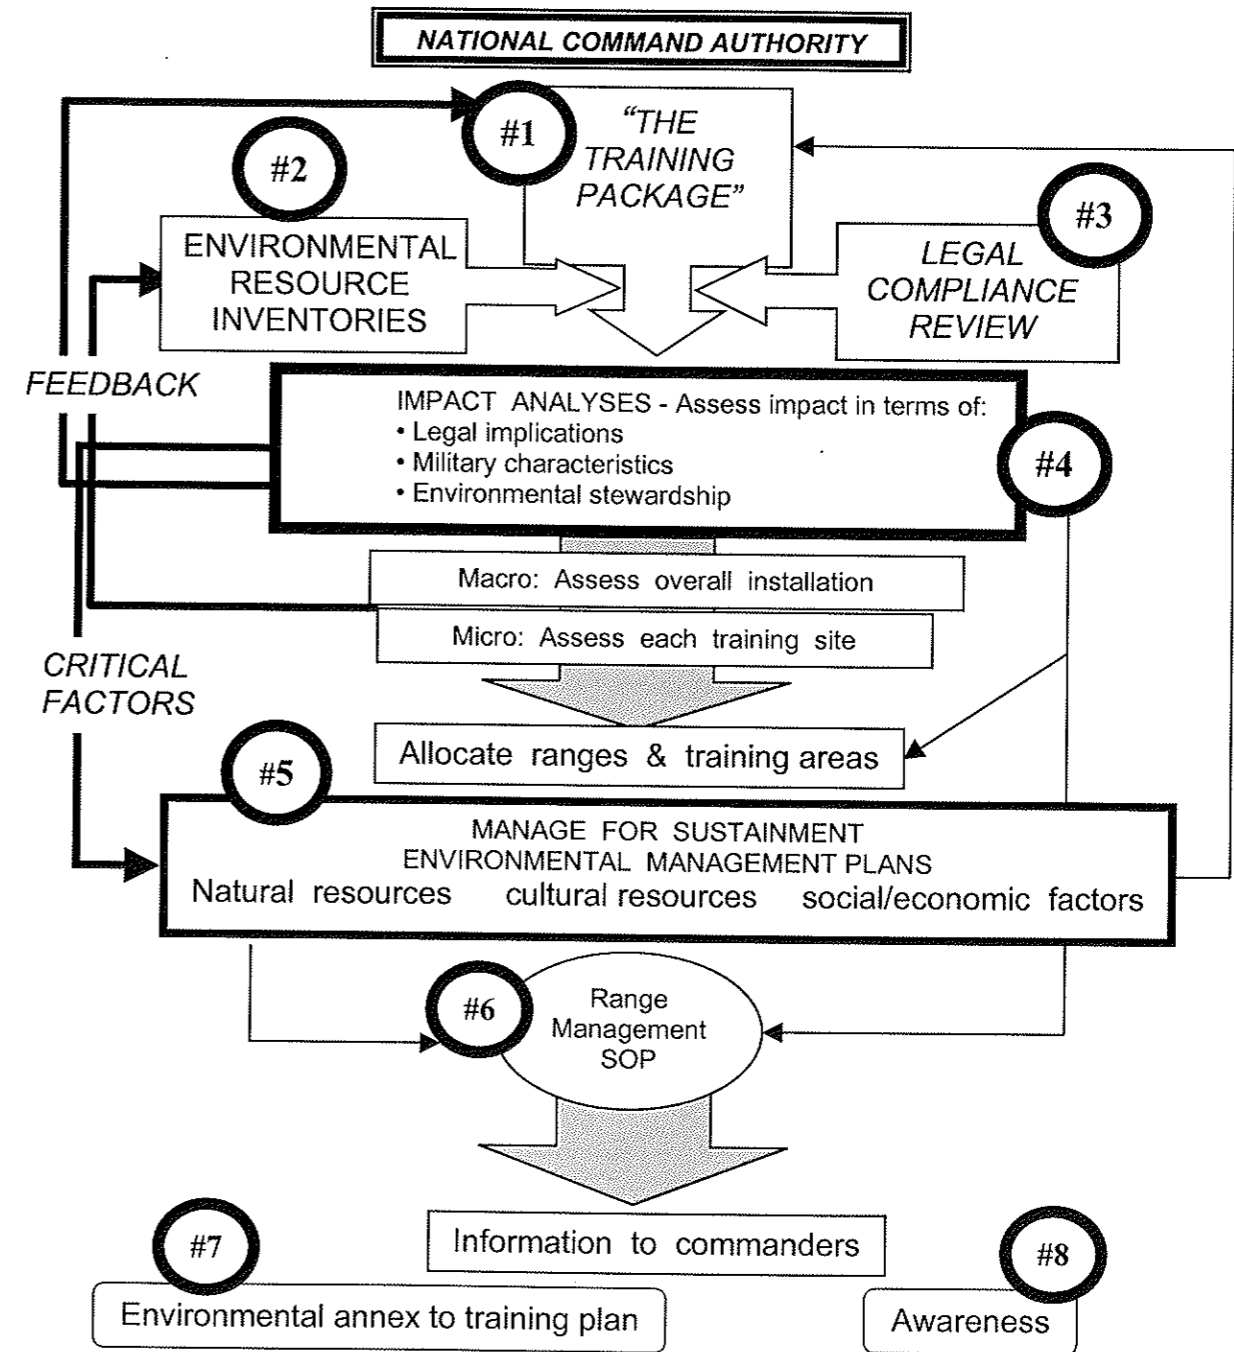 NATIONAL COMMAND AUTHORITY
#1
"THE
TRAINING
PACKAGE"
#2
ENVIRONMENTAL
RESOURCE
INVENTORIES
#3
LEGAL
COMPLIANCE
REVIEW
FEEDBACK
IMPACT ANALYSES - Assess impact in terms of:
• Legal implications
• Military characteristics
• Environmental stewardship
#4
Macro: Assess overall installation
Micro: Assess each training site
CRITICAL
FACTORS
Allocate ranges & training areas
#5
MANAGE FOR SUSTAINMENT
ENVIRONMENTAL MANAGEMENT PLANS
Natural resources cultural resources social/economic factors
#6
Range
Management
SOP
Information to commanders
#7
Environmental annex to training plan
#8
Awareness